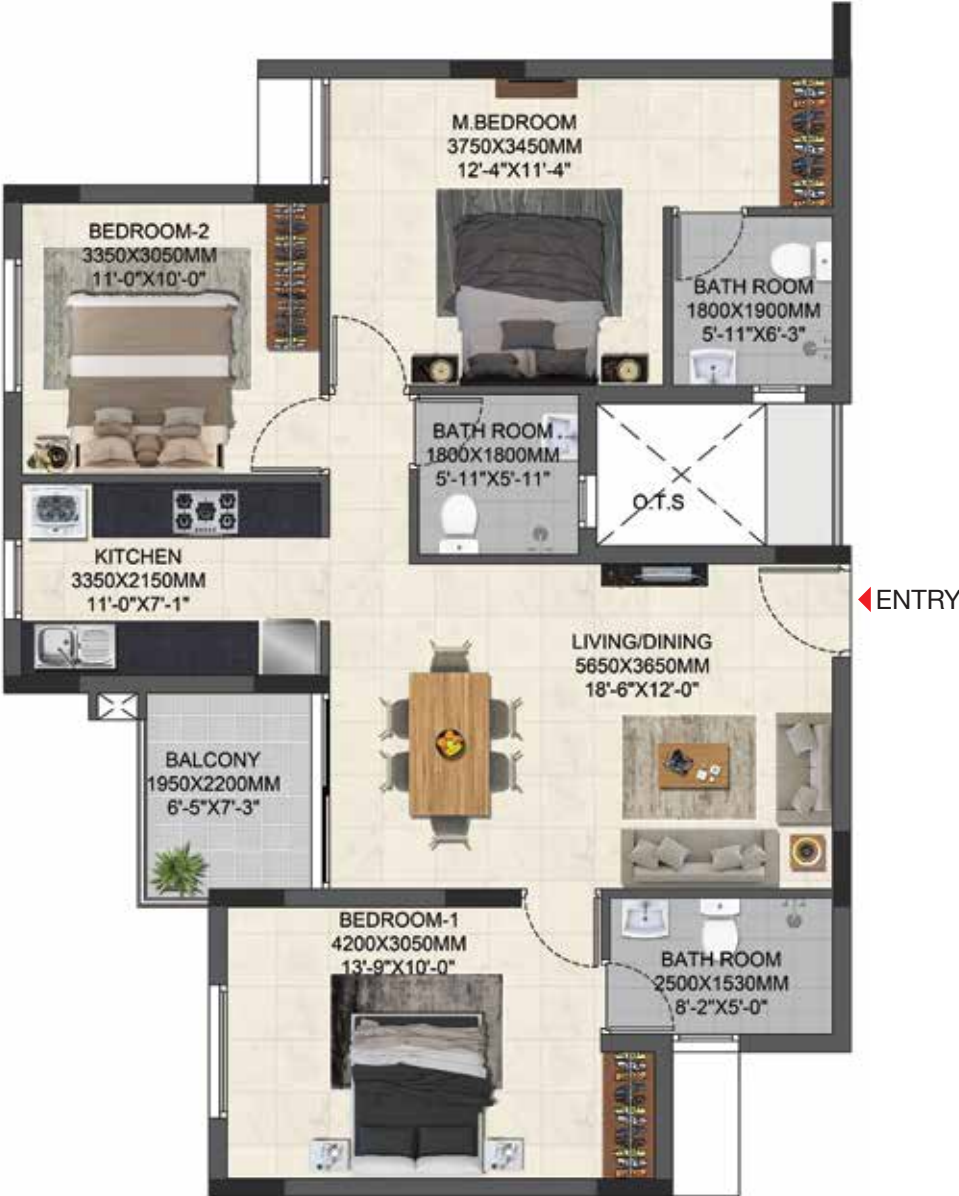 M.BEDROOM
3750X3450MM
12'-4"X11'-4"
BEDROOM-2
3350X3050MM
11'-0"X10'-0"
BATH ROOM
1800X1900MM
5'-11"X6'-3"
BATH ROOM
1800X1800MM
5'-11"X5'-11"
O.T.S
KITCHEN
3350X2150MM
11'-0"X7'-1"
ENTRY
LIVING/DINING
5650X3650MM
18'-6"X12'-0"
BALCONY
1950X2200MM
6'-5"X7'-3"
BEDROOM-1
4200X3050MM
13'-9"X10'-0"
BATH ROOM
2500X1530MM
8'-2"X5'-0"